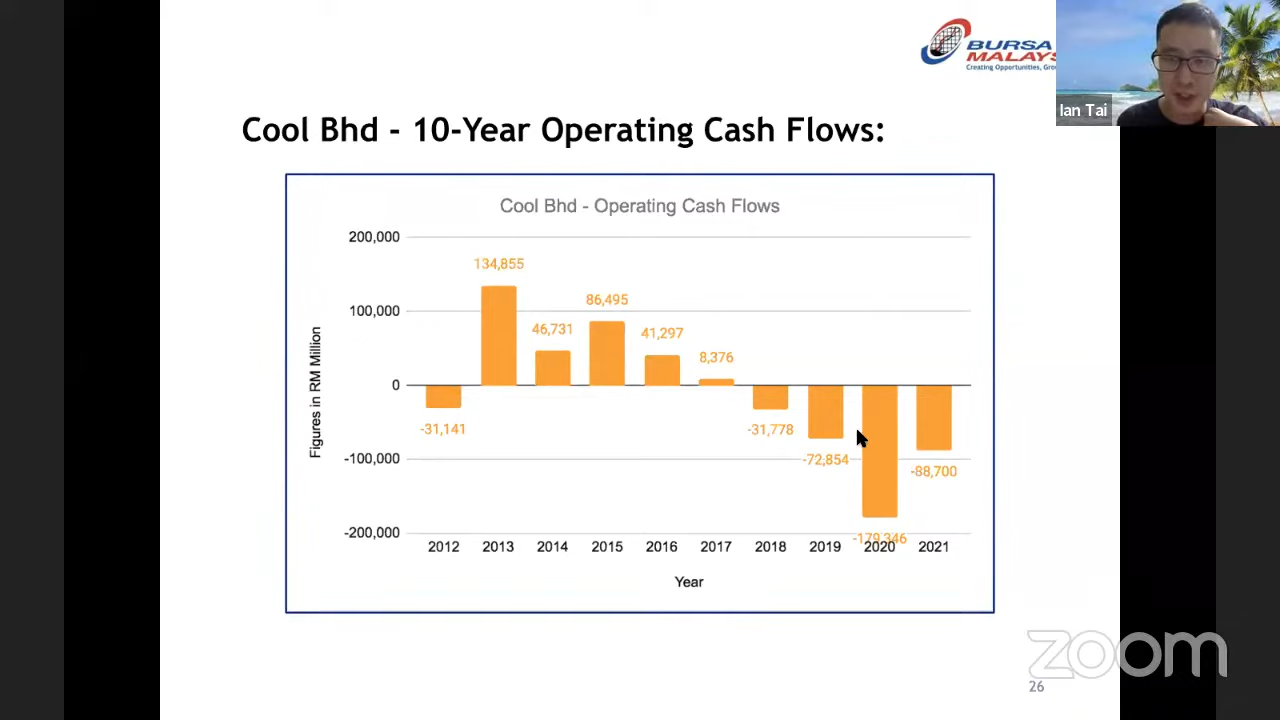 BURSA
MALAYS
Creating Opportunities, Gro
Ian Tai
Cool Bhd - 10-Year Operating Cash Flows:
Cool Bhd - Operating Cash Flows
200,000
100,000
0
-100,000
-200,000
Figures in RM Million
-31,141
134,855
46,731
86,495
41,297
8,376
-31,778
-72,854
-179,346
-88,700
2012 2013 2014 2015 2016 2017 2018 2019 2020 2021
Year
zoom
26